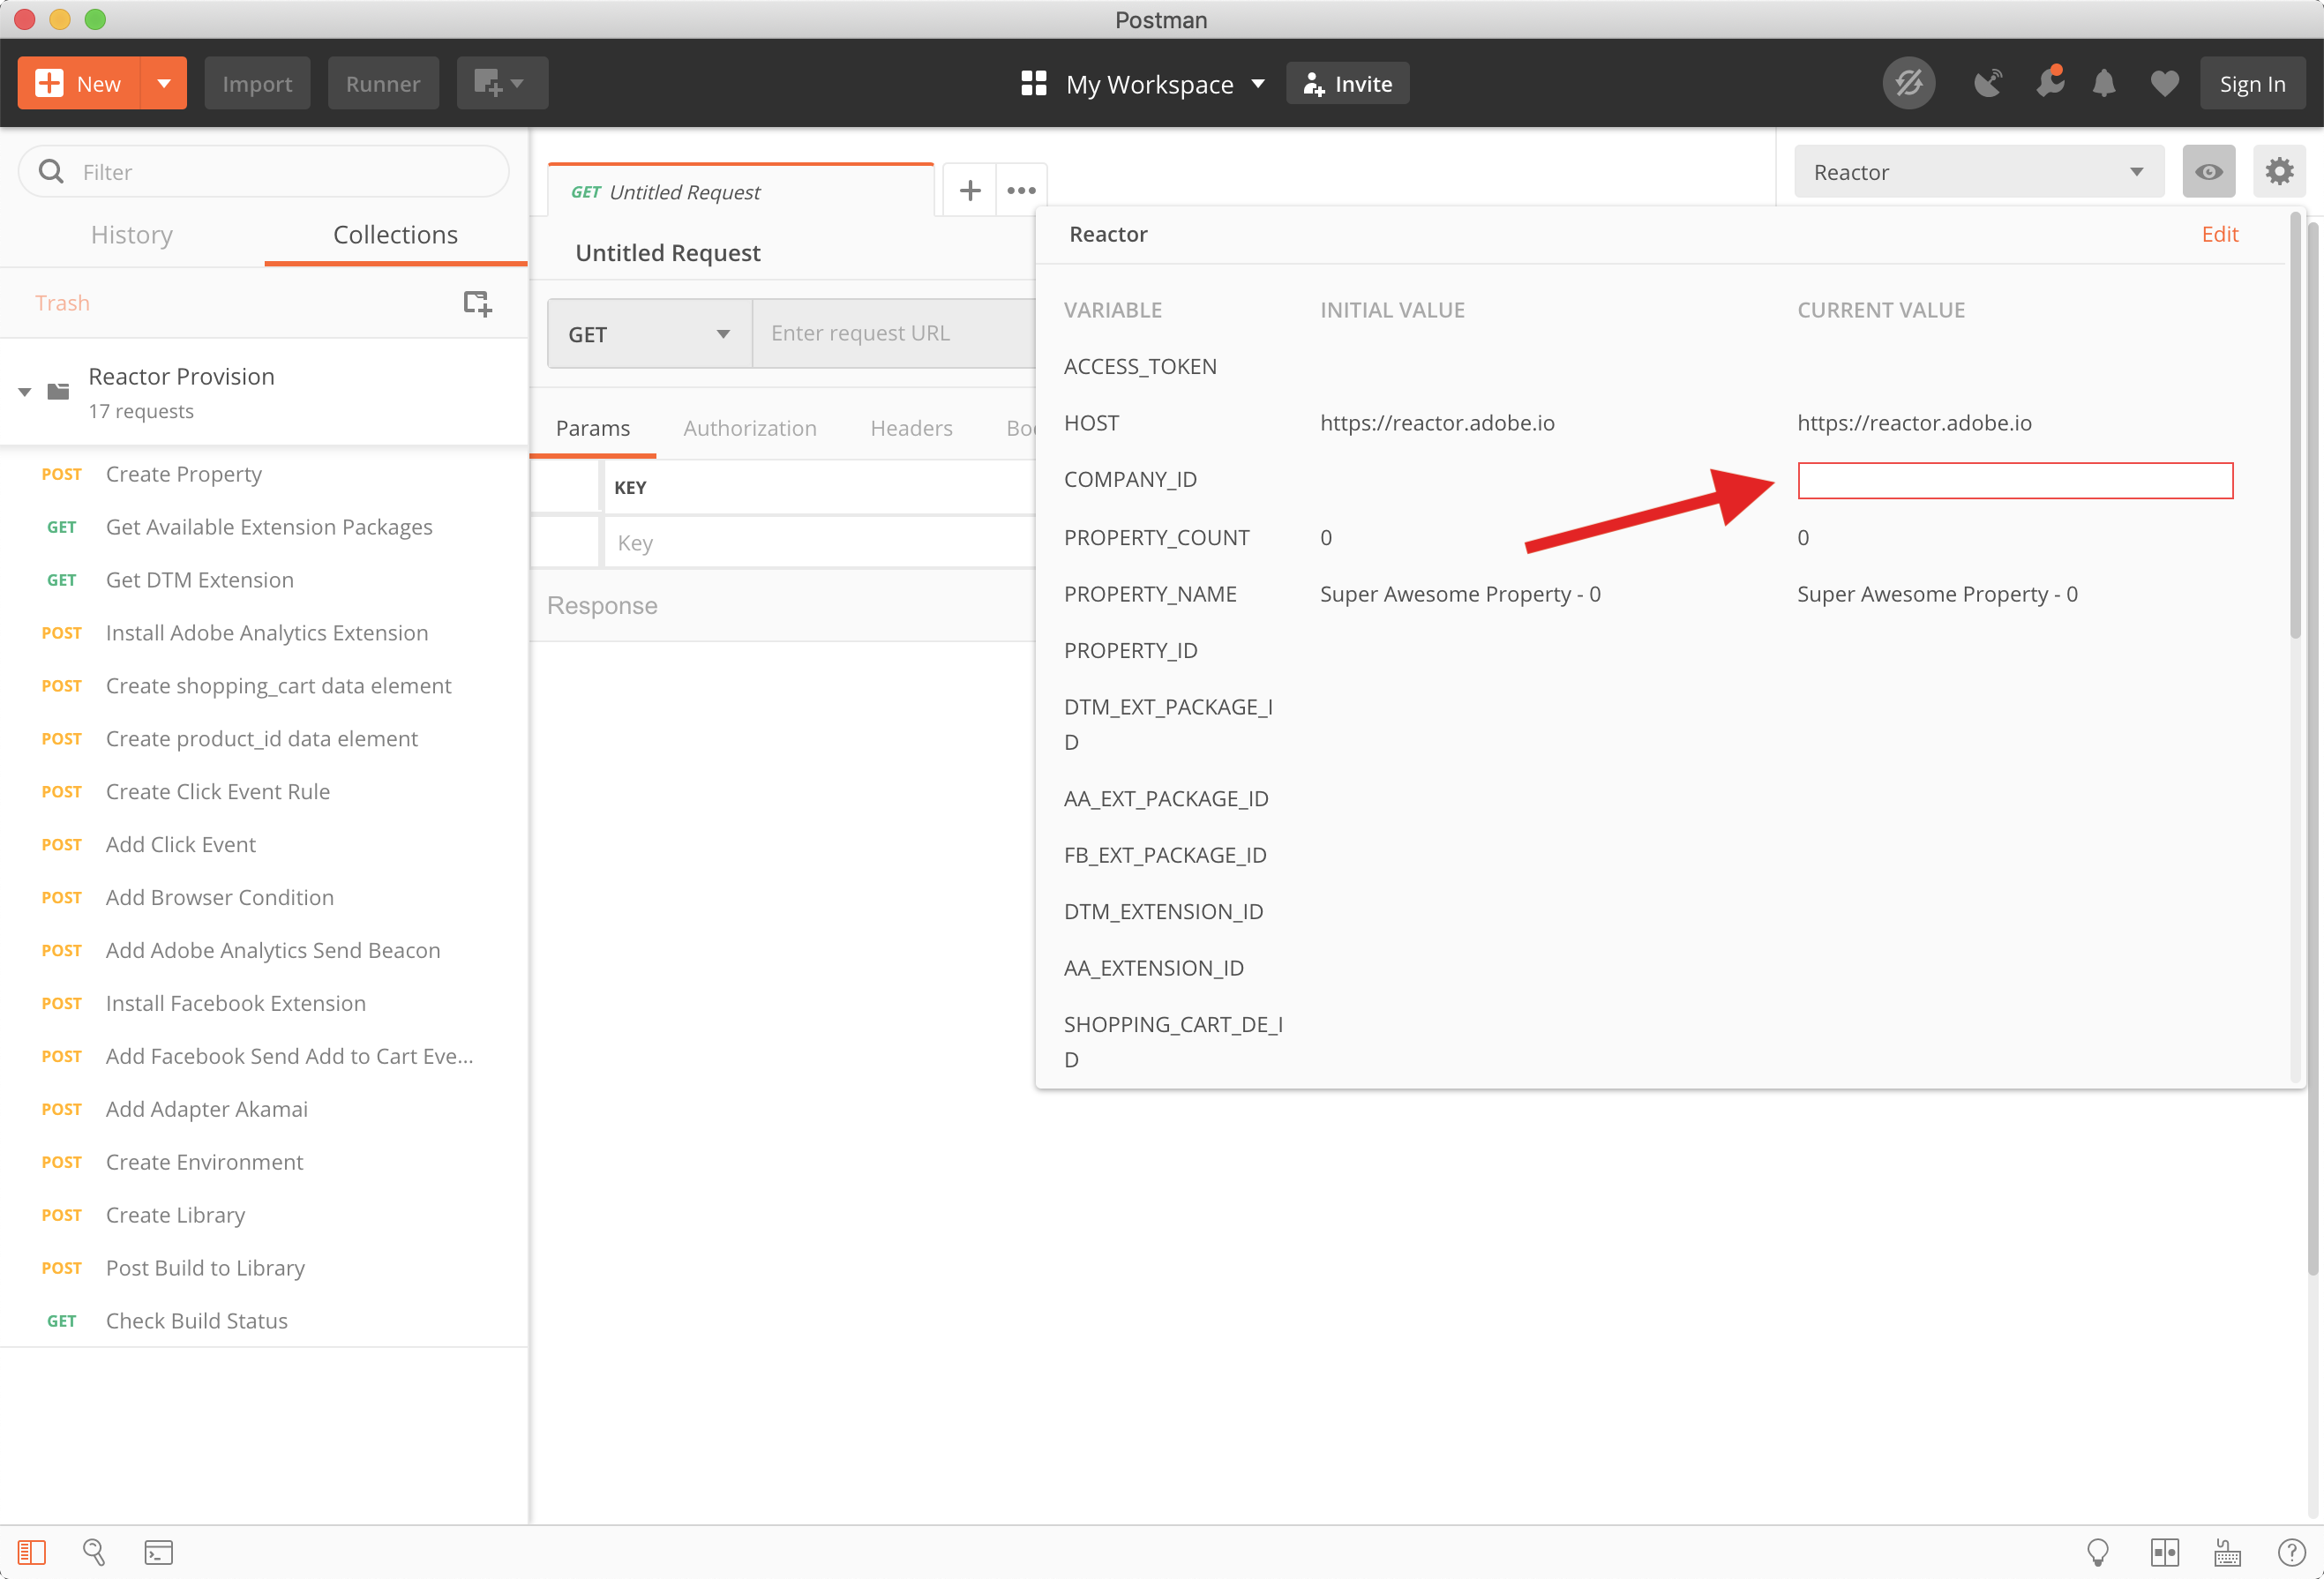 Postman
New
Import
Runner
My Workspace
Invite
Sign In
Filter
History
Collections
Trash
Reactor Provision
17 requests
POST Create Property
GET Get Available Extension Packages
GET Get DTM Extension
POST Install Adobe Analytics Extension
POST Create shopping_cart data element
POST Create product_id data element
POST Create Click Event Rule
POST Add Click Event
POST Add Browser Condition
POST Add Adobe Analytics Send Beacon
POST Install Facebook Extension
POST Add Facebook Send Add to Cart Eve...
POST Add Adapter Akamai
POST Create Environment
POST Create Library
POST Post Build to Library
GET Check Build Status
GET Untitled Request
Untitled Request
GET Enter request URL
Params Authorization Headers Bo
KEY
Key
Response
Reactor
Reactor Edit
VARIABLE INITIAL VALUE CURRENT VALUE
ACCESS_TOKEN
HOST https://reactor.adobe.io https://reactor.adobe.io
COMPANY_ID
PROPERTY_COUNT 0 0
PROPERTY_NAME Super Awesome Property - 0 Super Awesome Property - 0
PROPERTY_ID
DTM_EXT_PACKAGE_I
D
AA_EXT_PACKAGE_ID
FB_EXT_PACKAGE_ID
DTM_EXTENSION_ID
AA_EXTENSION_ID
SHOPPING_CART_DE_I
D